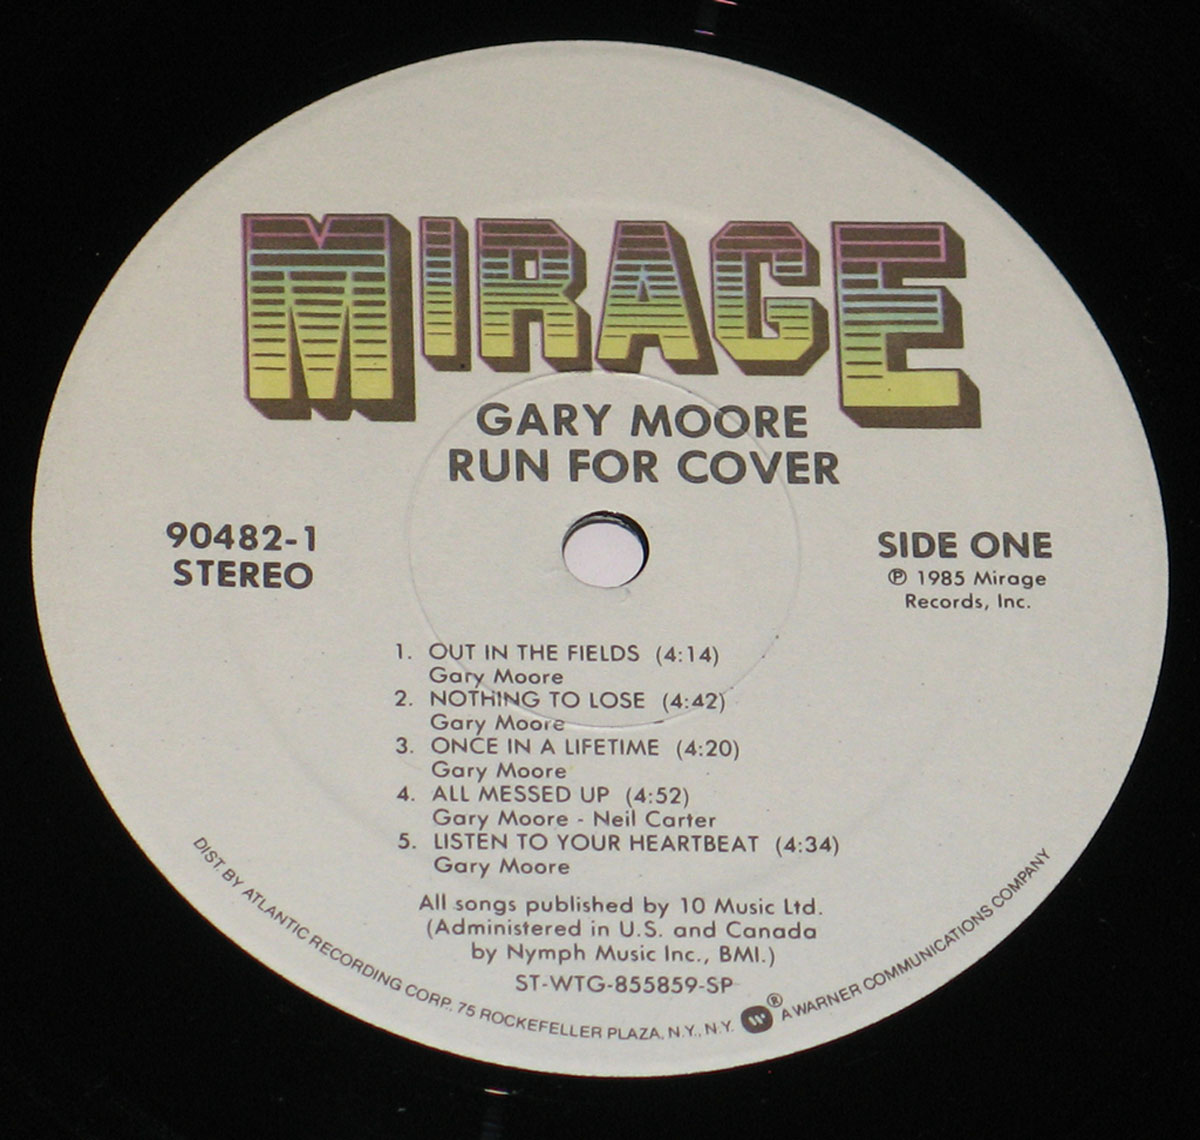 MIRAGE
GARY MOORE
RUN FOR COVER
90482-1
STEREO
SIDE ONE
℗ 1985 Mirage
Records, Inc.
1. OUT IN THE FIELDS (4:14)
Gary Moore
2. NOTHING TO LOSE (4:42)
Gary Moore
3. ONCE IN A LIFETIME (4:20)
Gary Moore
4. ALL MESSED UP (4:52)
Gary Moore - Neil Carter
5. LISTEN TO YOUR HEARTBEAT (4:34)
Gary Moore
All songs published by 10 Music Ltd.
(Administered in U.S. and Canada
by Nymph Music Inc., BMI.)
ST-WTG-855859-SP
DIST. BY ATLANTIC RECORDING CORP., 75 ROCKEFELLER PLAZA, N.Y., N.Y. W ® A WARNER COMMUNICATIONS COMPANY